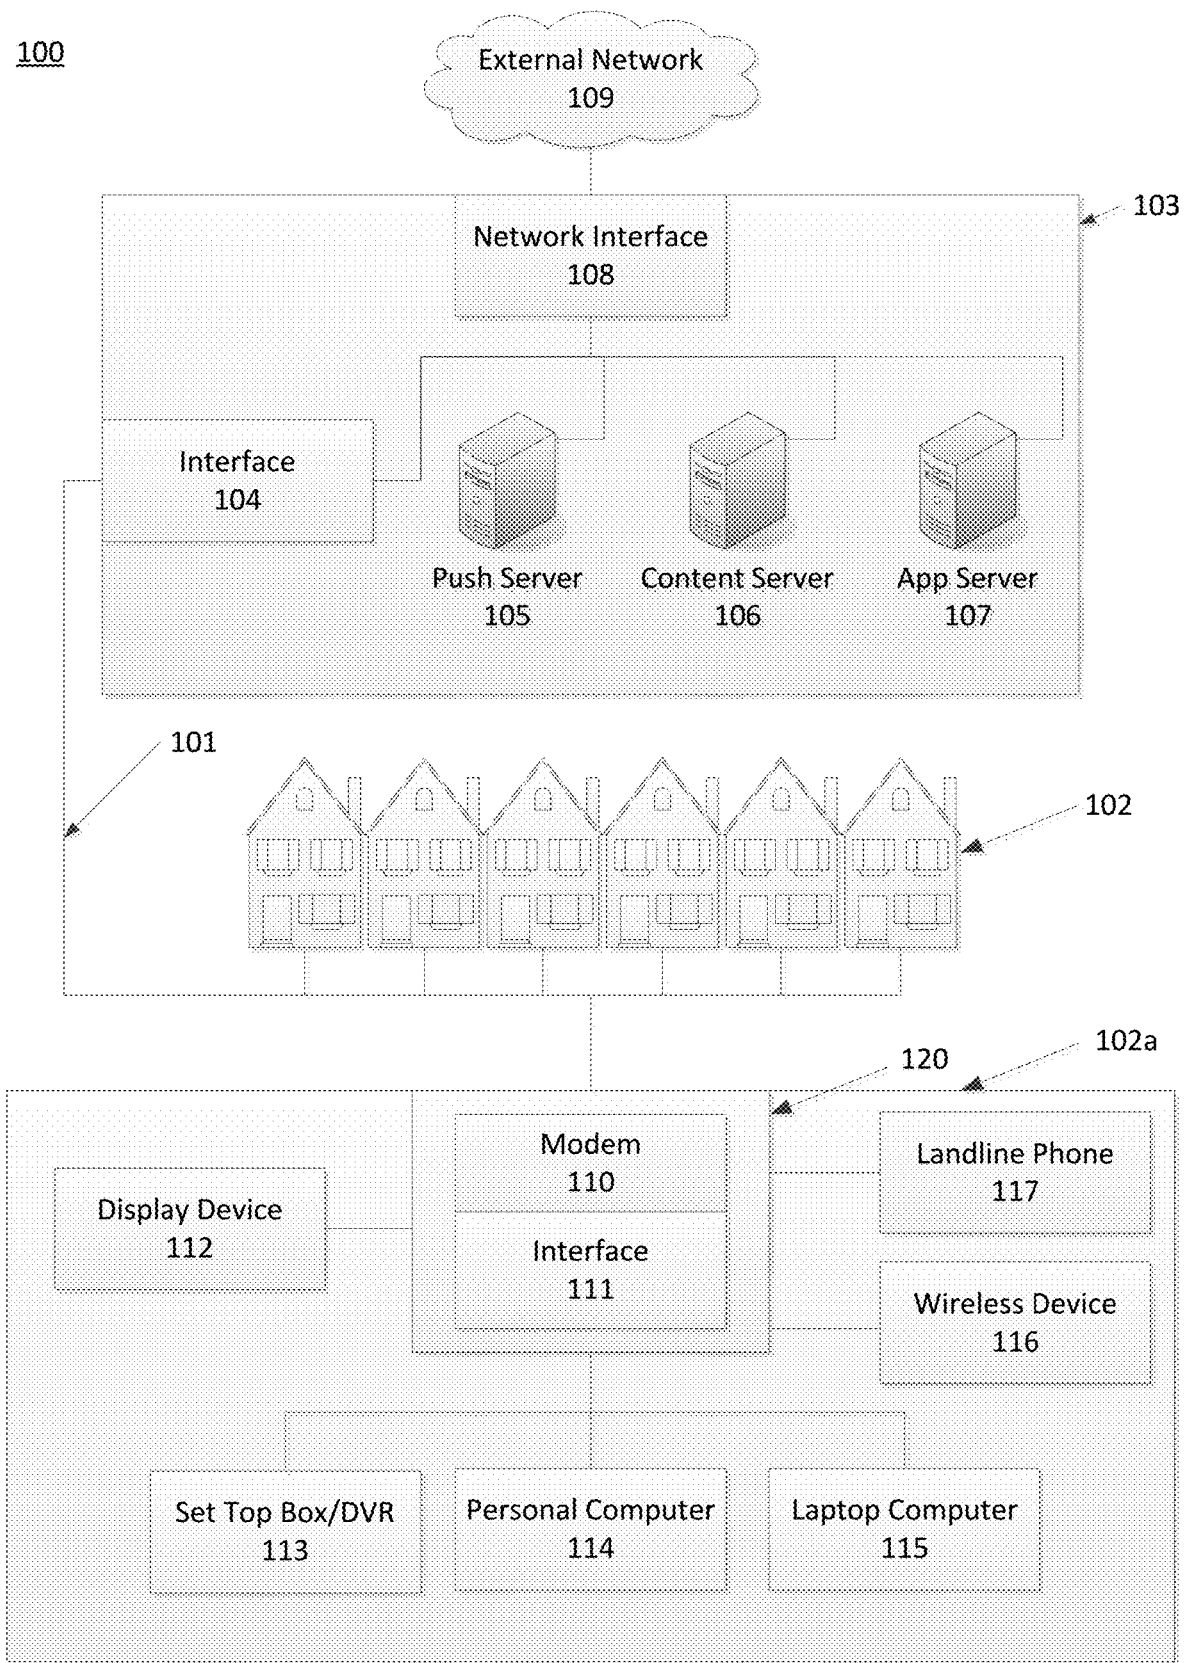 100
External Network
109
103
Network Interface
108
Interface
104
Push Server
105
Content Server
106
App Server
107
101
102
102a
120
Modem
110
Landline Phone
117
Display Device
112
Interface
111
Wireless Device
116
Set Top Box/DVR
113
Personal Computer
114
Laptop Computer
115